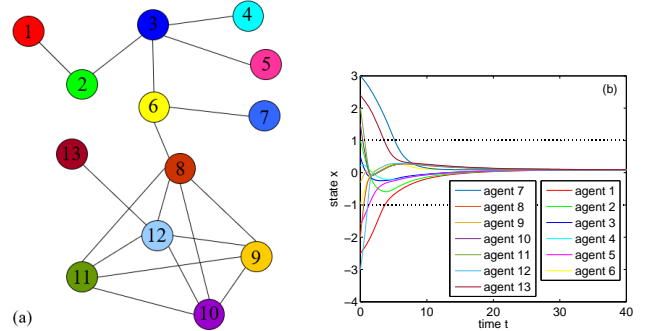 1
2
3
4
5
6
7
8
9
10
11
12
13
(a)
(b)
state x
3
2
1
0
−1
−2
−3
−4
0
10
20
30
40
time t
agent 7
agent 8
agent 9
agent 10
agent 11
agent 12
agent 13
agent 1
agent 2
agent 3
agent 4
agent 5
agent 6